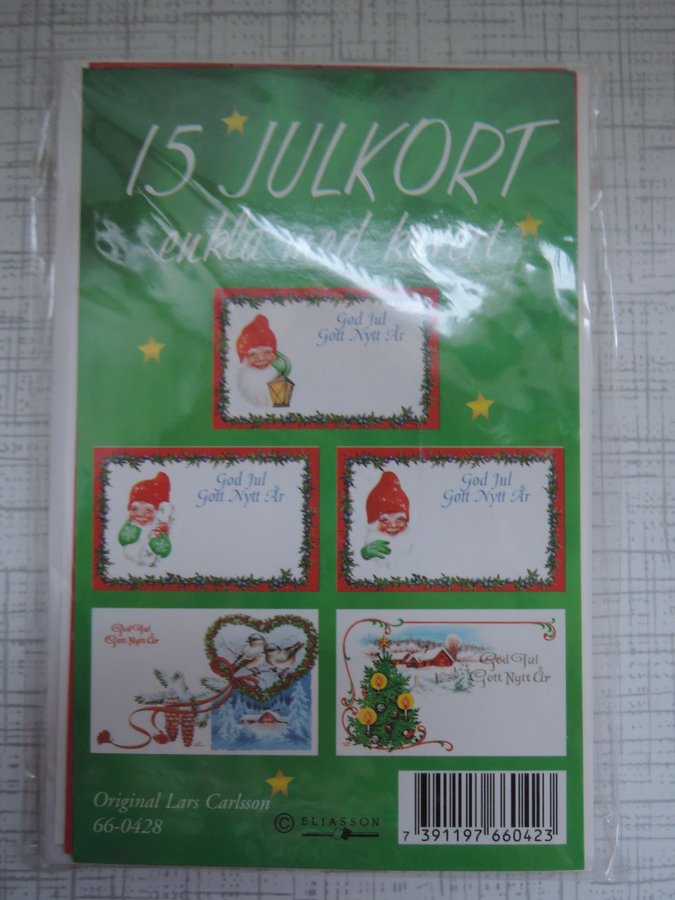 15 JULKORT
enkla med kuvert
God Jul
Gott Nytt År
God Jul
Gott Nytt År
God Jul
Gott Nytt År
God Jul
Gott Nytt År
God Jul
Gott Nytt År
Original Lars Carlsson
66-0428
© ELIASSON
7 391197 660423